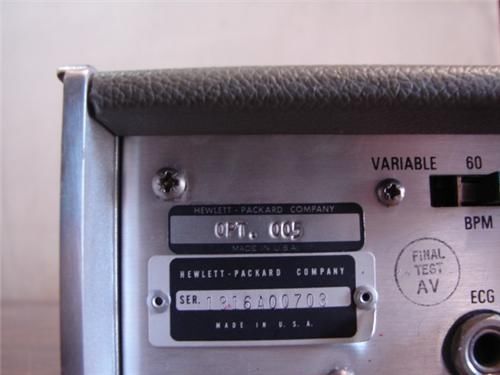 VARIABLE 60
BPM
HEWLETT - PACKARD COMPANY
OPT. 005
MADE IN U.S.A.
FINAL
TEST
AV
ECG
HEWLETT - PACKARD COMPANY
SER. 1316A00703
MADE IN U.S.A.